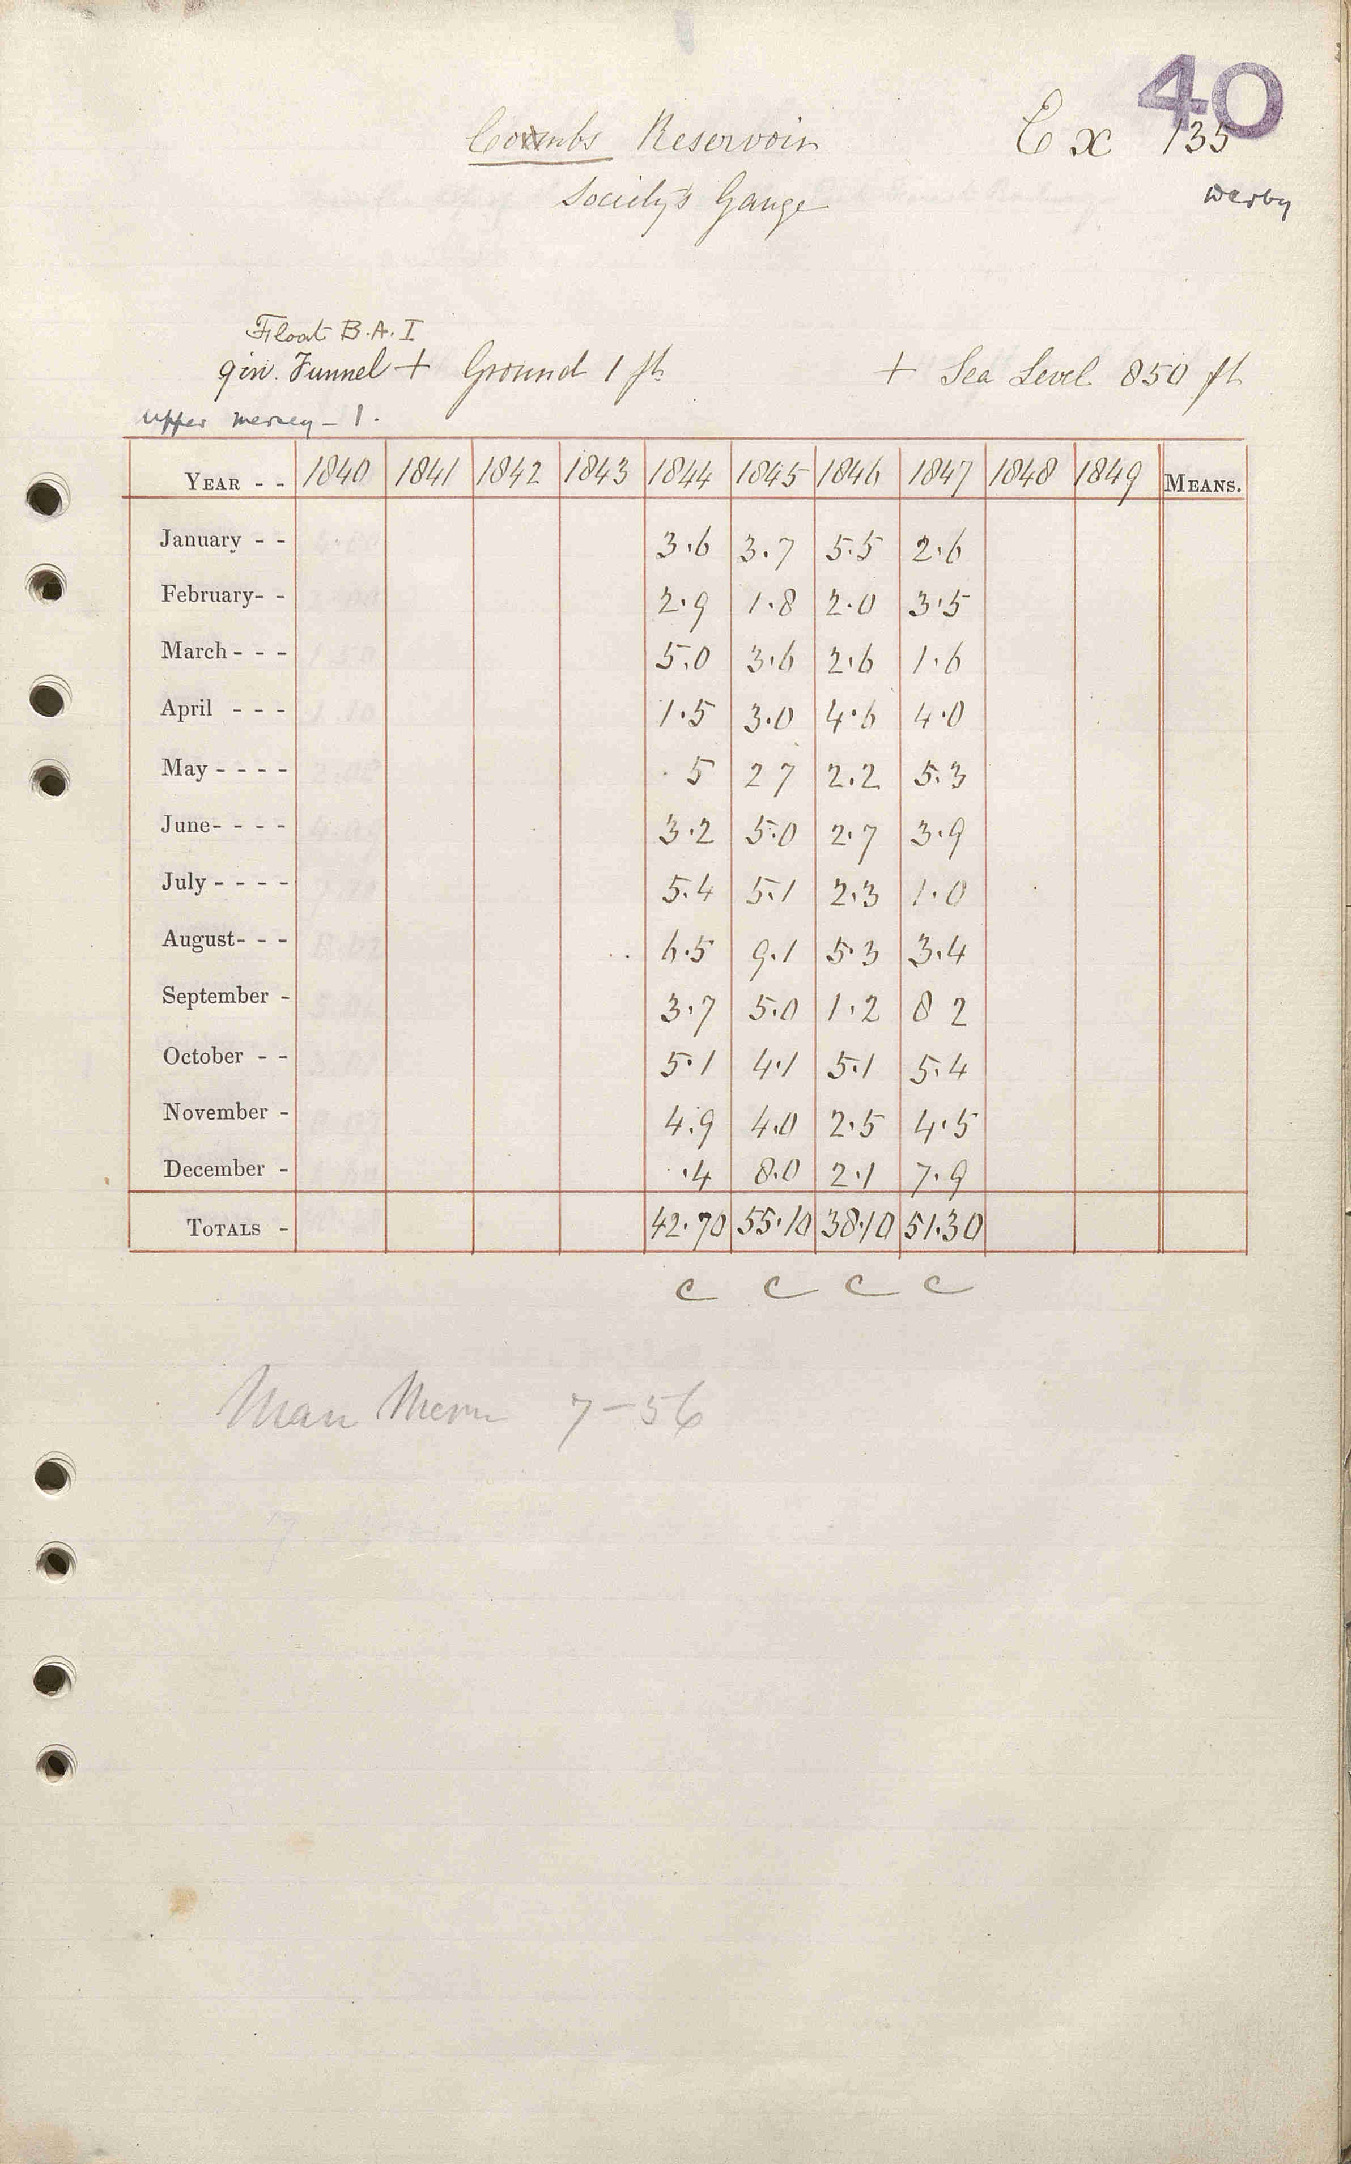 40
Coombs Reservoir E x 135
Society's Gauge Derby
Float B.A. I
9 in. Funnel + Ground 1 ft + Sea Level 850 ft
Upper Mersey - 1.
YEAR - - 1840 1841 1842 1843 1844 1845 1846 1847 1848 1849 MEANS.
January - - 3.6 3.7 5.5 2.6
February- - 2.9 1.8 2.0 3.5
March - - - 5.0 3.6 2.6 1.6
April - - - 1.5 3.0 4.6 4.0
May - - - - .5 2 7 2.2 5.3
June- - - - 3.2 5.0 2.7 3.9
July - - - - 5.4 5.1 2.3 1.0
August- - - 6.5 9.1 5.3 3.4
September - 3.7 5.0 1.2 8 2
October - - 5.1 4.1 5.1 5.4
November - 4.9 4.0 2.5 4.5
December - .4 8.0 2.1 7.9
TOTALS - 42.70 55.10 38.10 51.30
c c c c
Man Mem 7-56